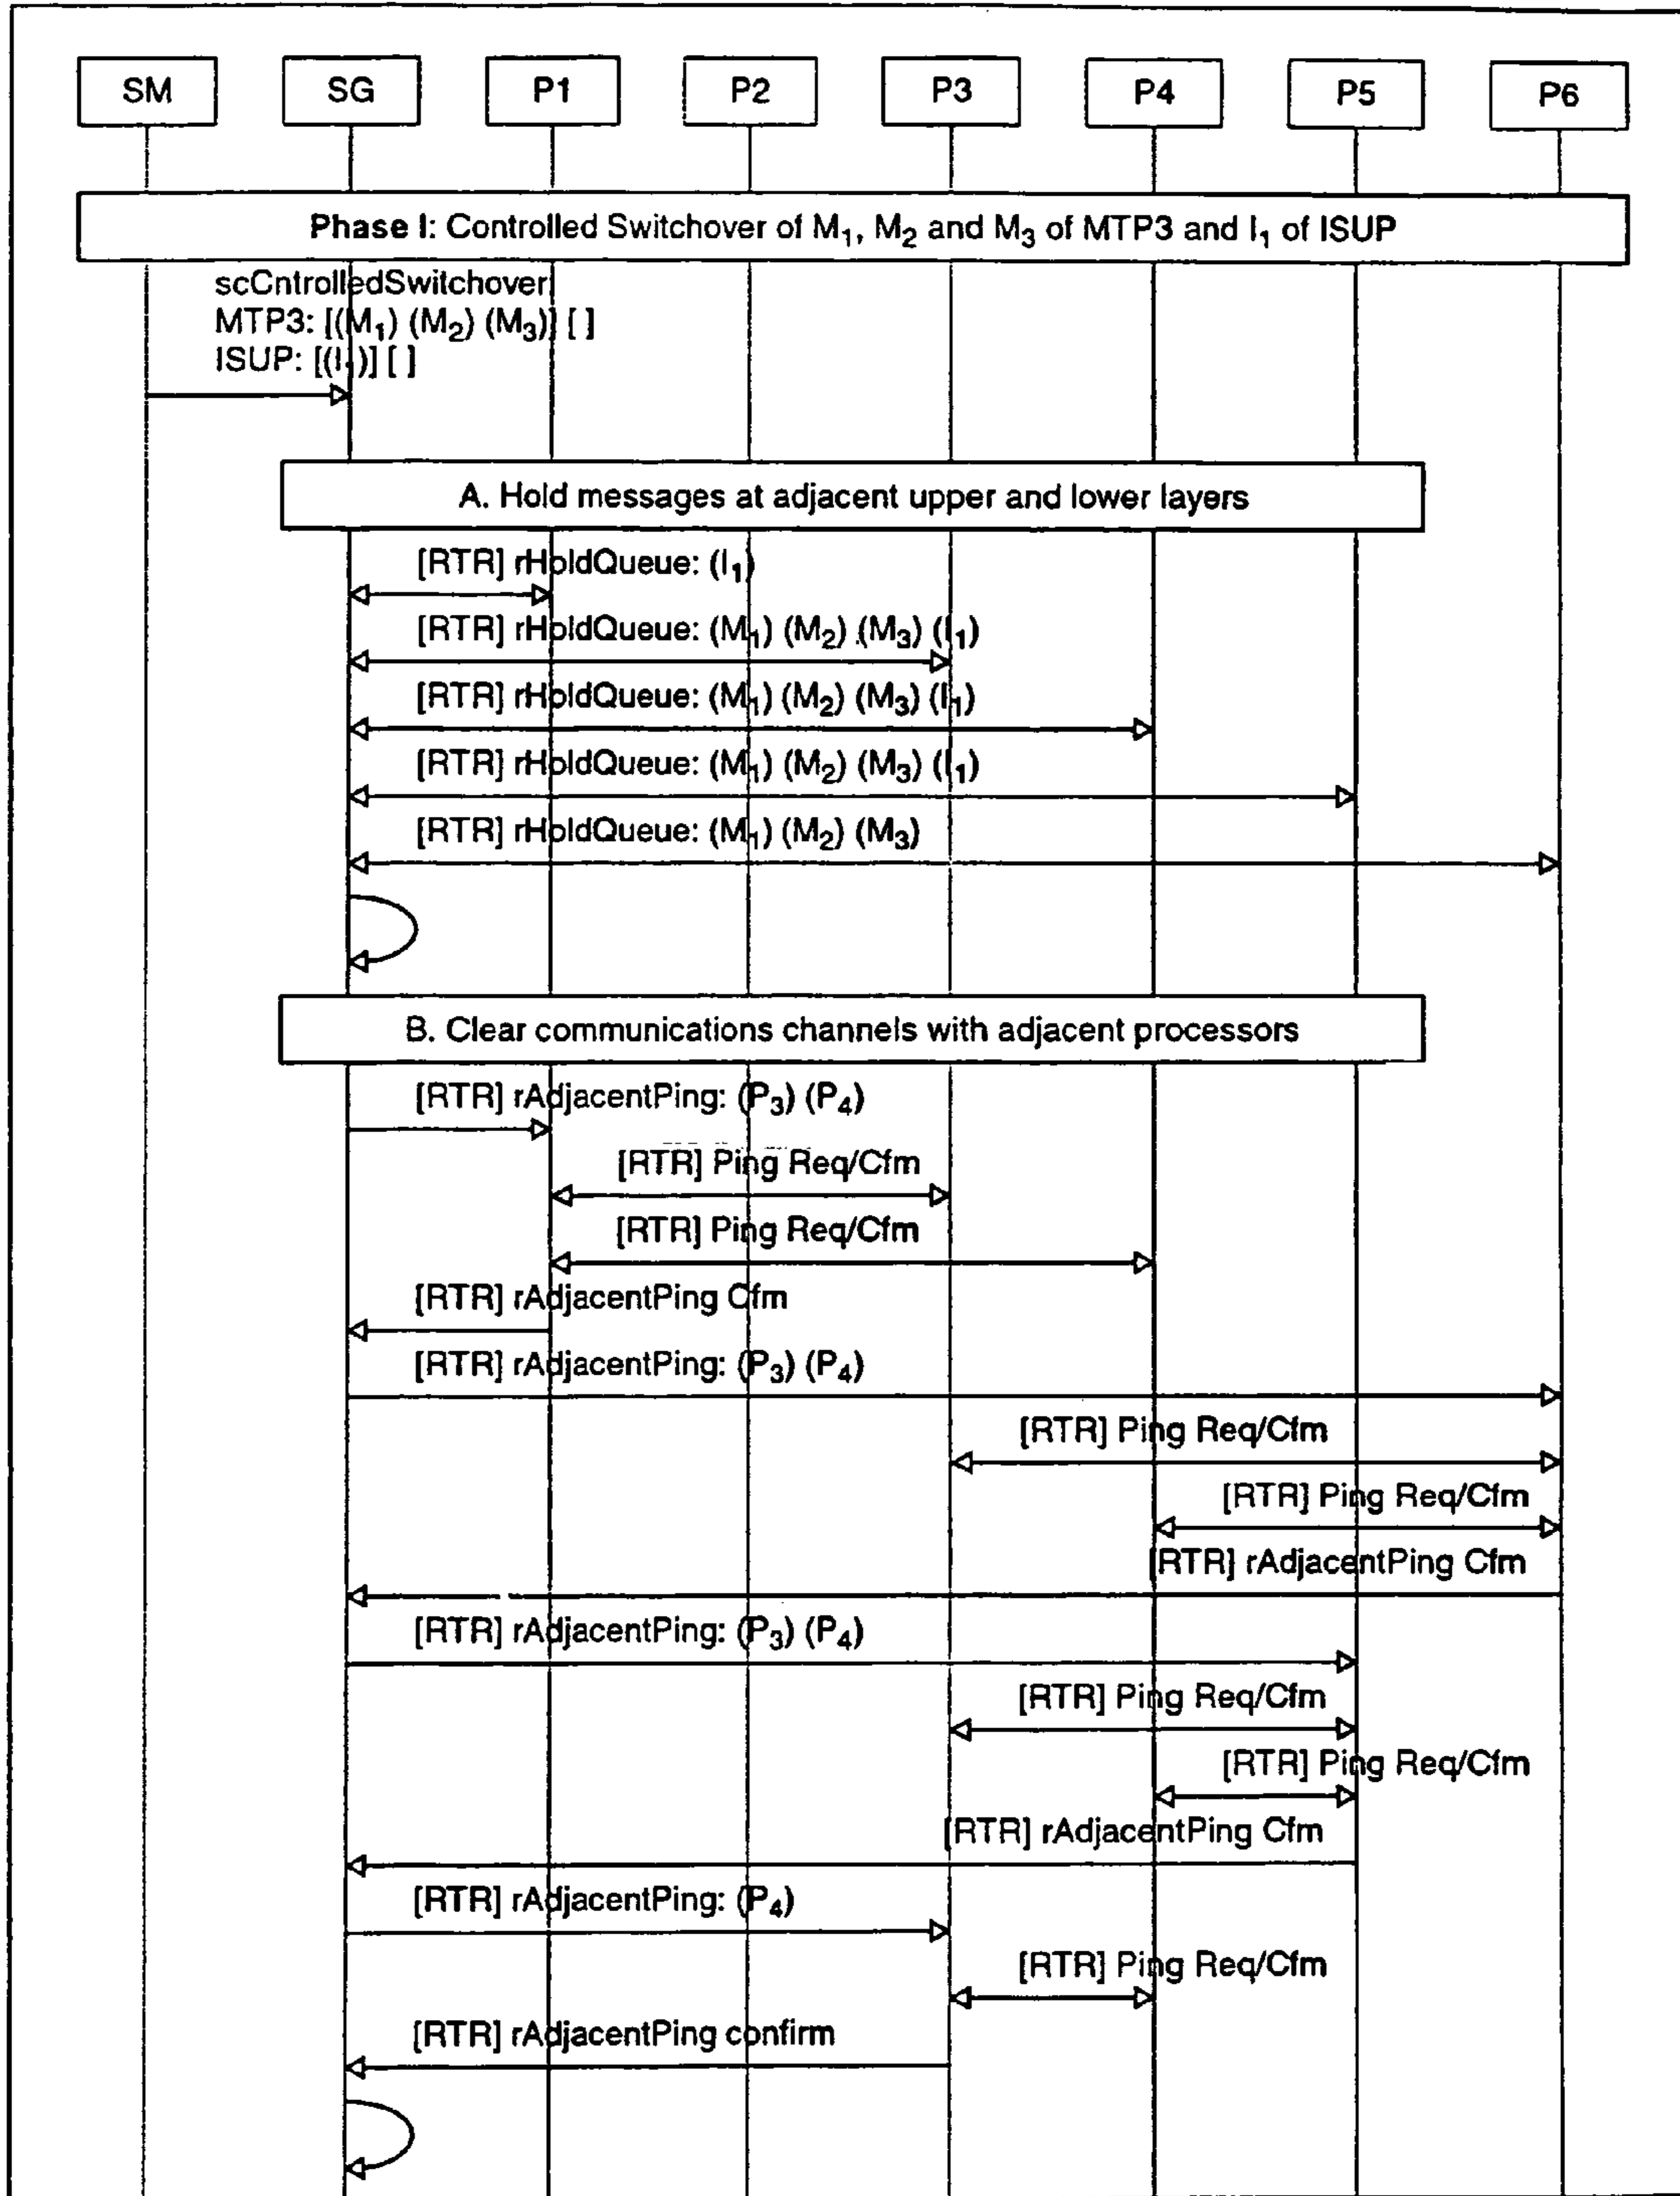 SM SG P1 P2 P3 P4 P5 P6
Phase I: Controlled Switchover of M₁, M₂ and M₃ of MTP3 and I₁ of ISUP
scCntrolledSwitchover
MTP3: [(M₁) (M₂) (M₃)] [ ]
ISUP: [(I₁)] [ ]
A. Hold messages at adjacent upper and lower layers
[RTR] rHoldQueue: (I₁)
[RTR] rHoldQueue: (M₁) (M₂) (M₃) (I₁)
[RTR] rHoldQueue: (M₁) (M₂) (M₃) (I₁)
[RTR] rHoldQueue: (M₁) (M₂) (M₃) (I₁)
[RTR] rHoldQueue: (M₁) (M₂) (M₃)
B. Clear communications channels with adjacent processors
[RTR] rAdjacentPing: (P₃) (P₄)
[RTR] Ping Req/Cfm
[RTR] Ping Req/Cfm
[RTR] rAdjacentPing Cfm
[RTR] rAdjacentPing: (P₃) (P₄)
[RTR] Ping Req/Cfm
[RTR] Ping Req/Cfm
[RTR] rAdjacentPing Cfm
[RTR] rAdjacentPing: (P₃) (P₄)
[RTR] Ping Req/Cfm
[RTR] Ping Req/Cfm
[RTR] rAdjacentPing Cfm
[RTR] rAdjacentPing: (P₄)
[RTR] Ping Req/Cfm
[RTR] rAdjacentPing confirm